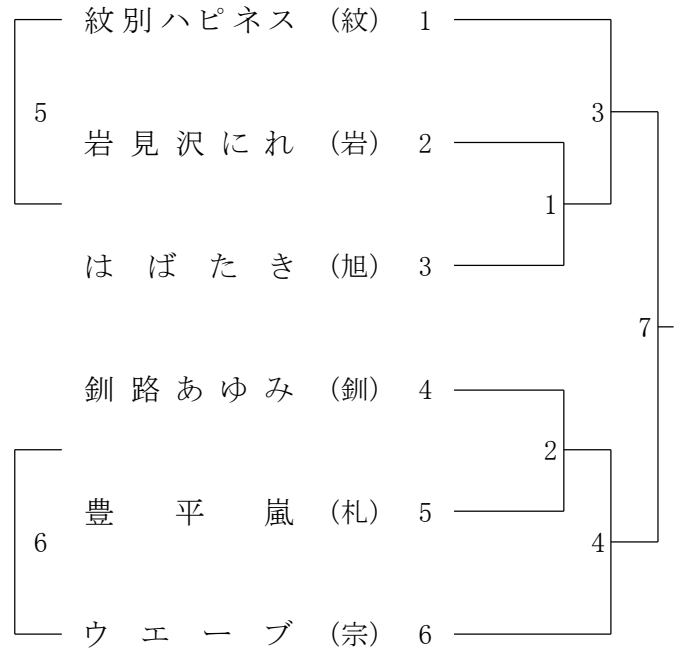 紋別ハピネス (紋) 1
5 3
岩見沢にれ (岩) 2
1
はばたき (旭) 3
7
釧路あゆみ (釧) 4
2
豊平嵐 (札) 5
6 4
ウエーブ (宗) 6